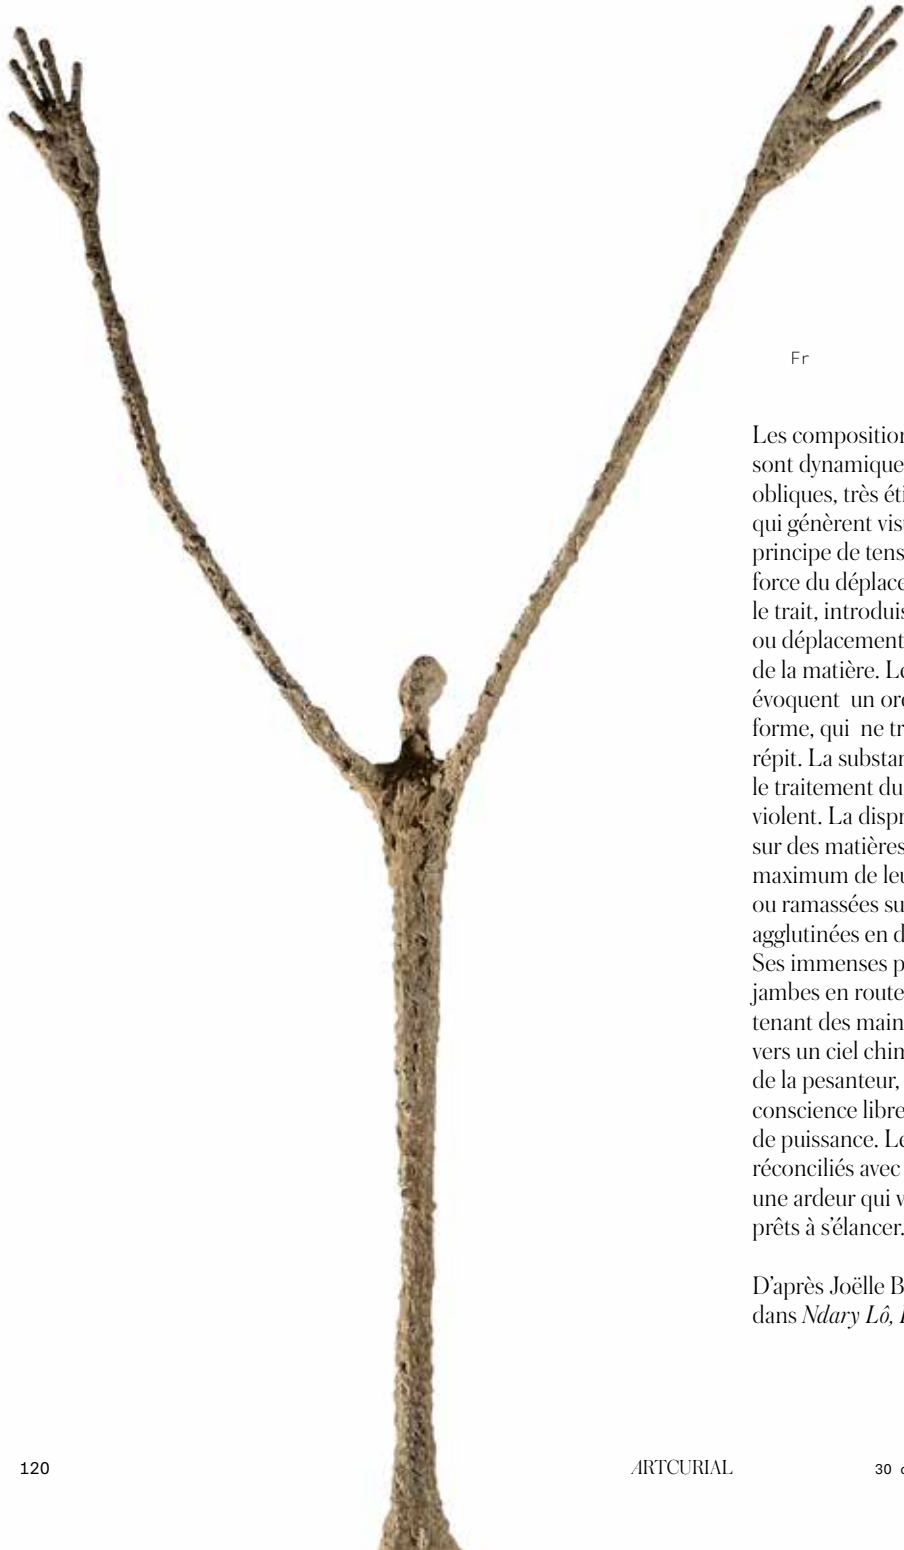 Fr
Les composition
sont dynamique
obliques, très éti
qui génèrent vis
principe de tens
force du déplace
le trait, introduis
ou déplacement
de la matière. Le
évoquent un or
forme, qui ne tr
répit. La substan
le traitement du
violent. La dispr
sur des matières
maximum de leu
ou ramassées su
agglutinées en d
Ses immenses p
jambes en route
tenant des main
vers un ciel chim
de la pesanteur,
conscience libre
de puissance. Le
réconciliés avec
une ardeur qui v
prêts à s'élancer.
D'après Joëlle B
dans Ndary Lô,
120
ARTCURIAL
30